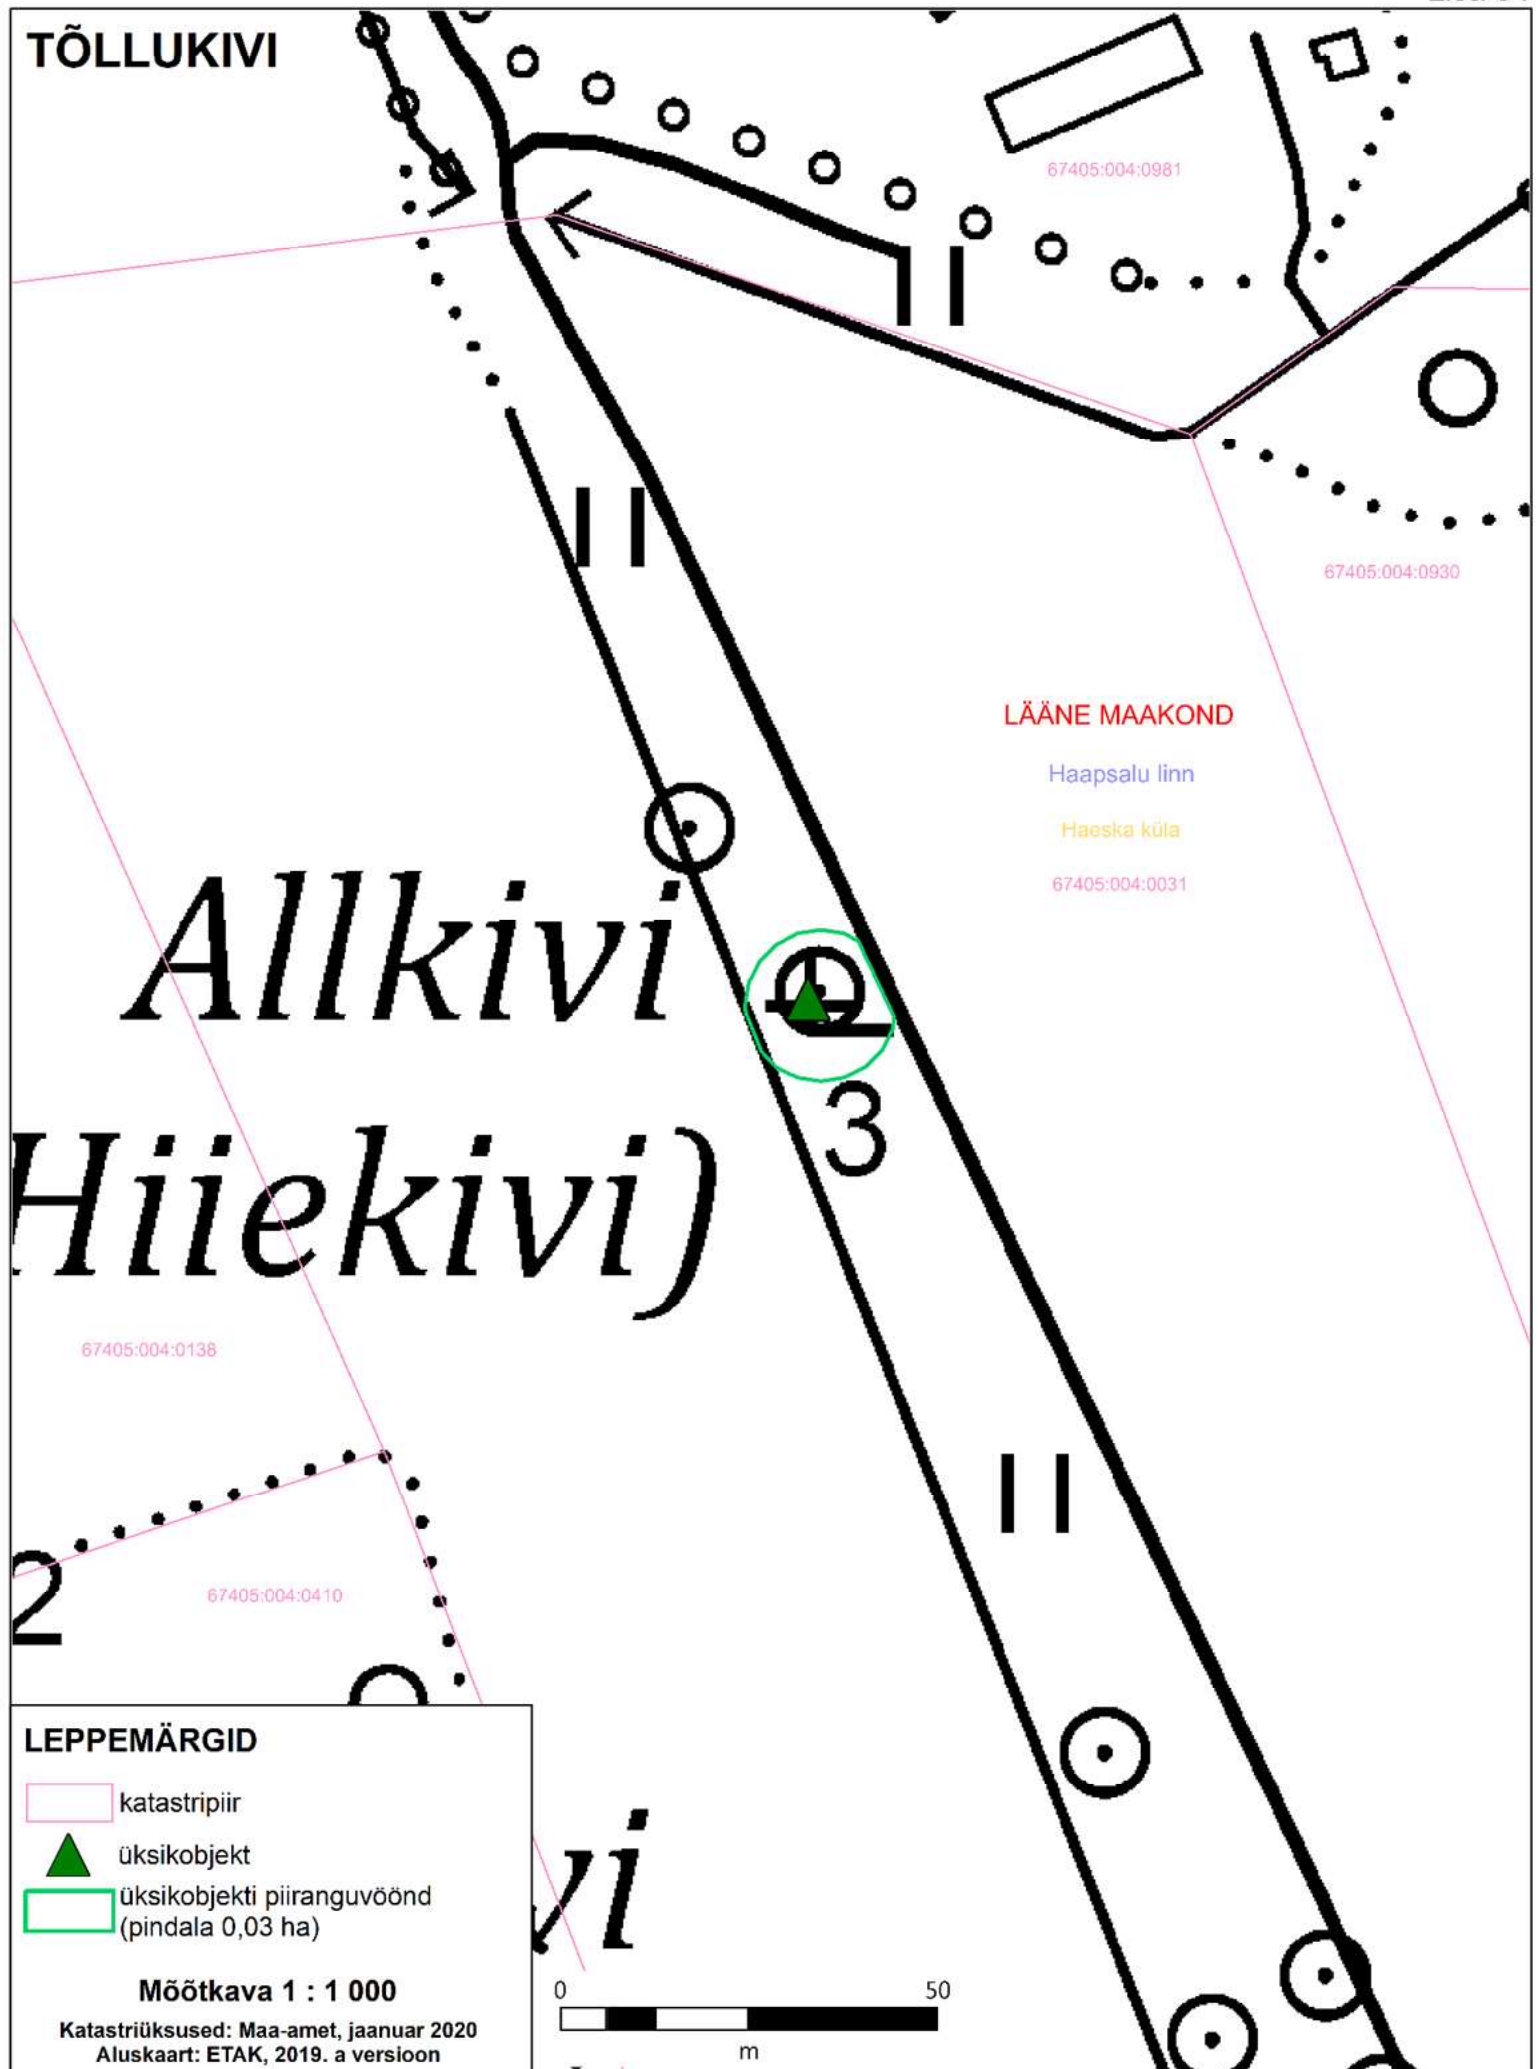 TÕLLUKIVI
67405:004:0981
67405:004:0930
LÄÄNE MAAKOND
Haapsalu linn
Haeska küla
67405:004:0031
Allkivi
Hiiekivi)
3
67405:004:0138
2
67405:004:0410
vi
LEPPEMÄRGID
katastripiir
üksikobjekt
üksikobjekti piiranguvöönd
(pindala 0,03 ha)
Mõõtkava 1 : 1 000
Katastriüksused: Maa-amet, jaanuar 2020
Aluskaart: ETAK, 2019. a versioon
0 50
m